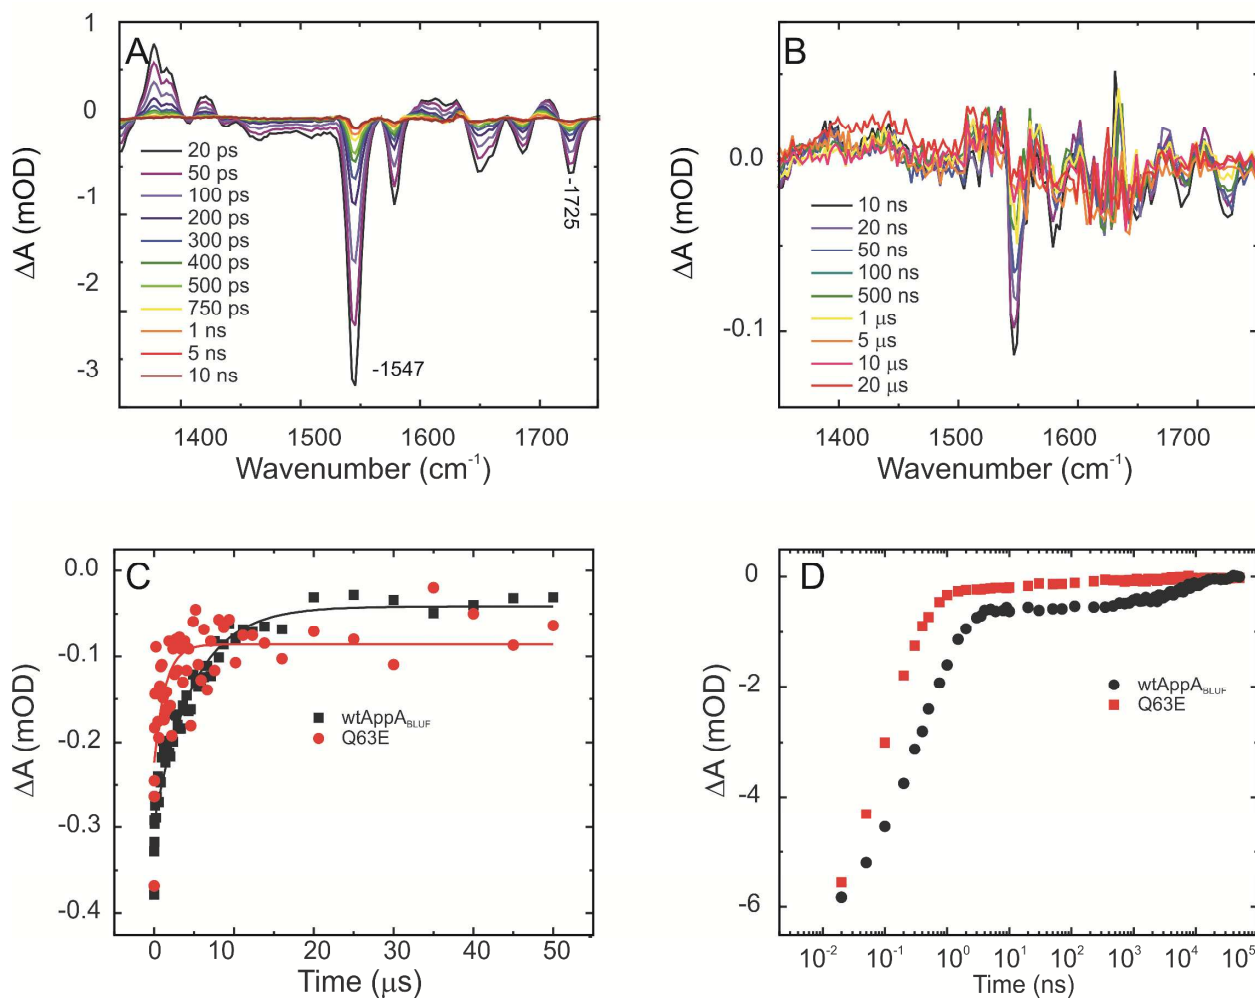 A
1
0
-1
-2
-3
ΔA (mOD)
20 ps
50 ps
100 ps
200 ps
300 ps
400 ps
500 ps
750 ps
1 ns
5 ns
10 ns
-1547
-1725
1400 1500 1600 1700
Wavenumber (cm⁻¹)
B
0.0
-0.1
ΔA (mOD)
10 ns
20 ns
50 ns
100 ns
500 ns
1 μs
5 μs
10 μs
20 μs
1400 1500 1600 1700
Wavenumber (cm⁻¹)
C
0.0
-0.1
-0.2
-0.3
-0.4
ΔA (mOD)
wtAppA_BLUF
Q63E
0 10 20 30 40 50
Time (μs)
D
0
-2
-4
-6
ΔA (mOD)
wtAppA_BLUF
Q63E
10⁻² 10⁻¹ 10⁰ 10¹ 10² 10³ 10⁴ 10⁵
Time (ns)